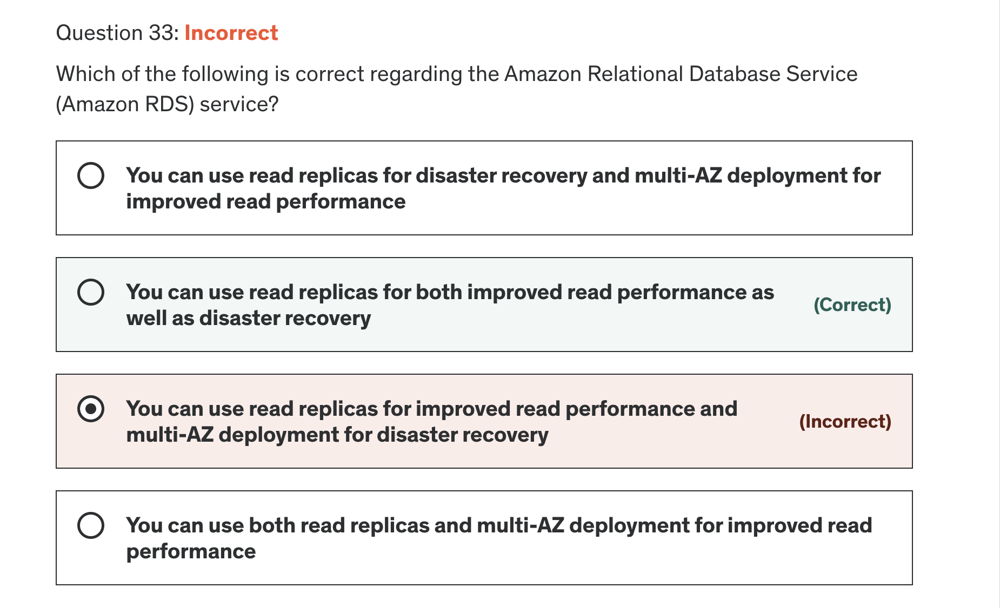 Question 33: Incorrect
Which of the following is correct regarding the Amazon Relational Database Service
(Amazon RDS) service?
You can use read replicas for disaster recovery and multi-AZ deployment for
improved read performance
You can use read replicas for both improved read performance as
well as disaster recovery
(Correct)
You can use read replicas for improved read performance and
multi-AZ deployment for disaster recovery
(Incorrect)
You can use both read replicas and multi-AZ deployment for improved read
performance